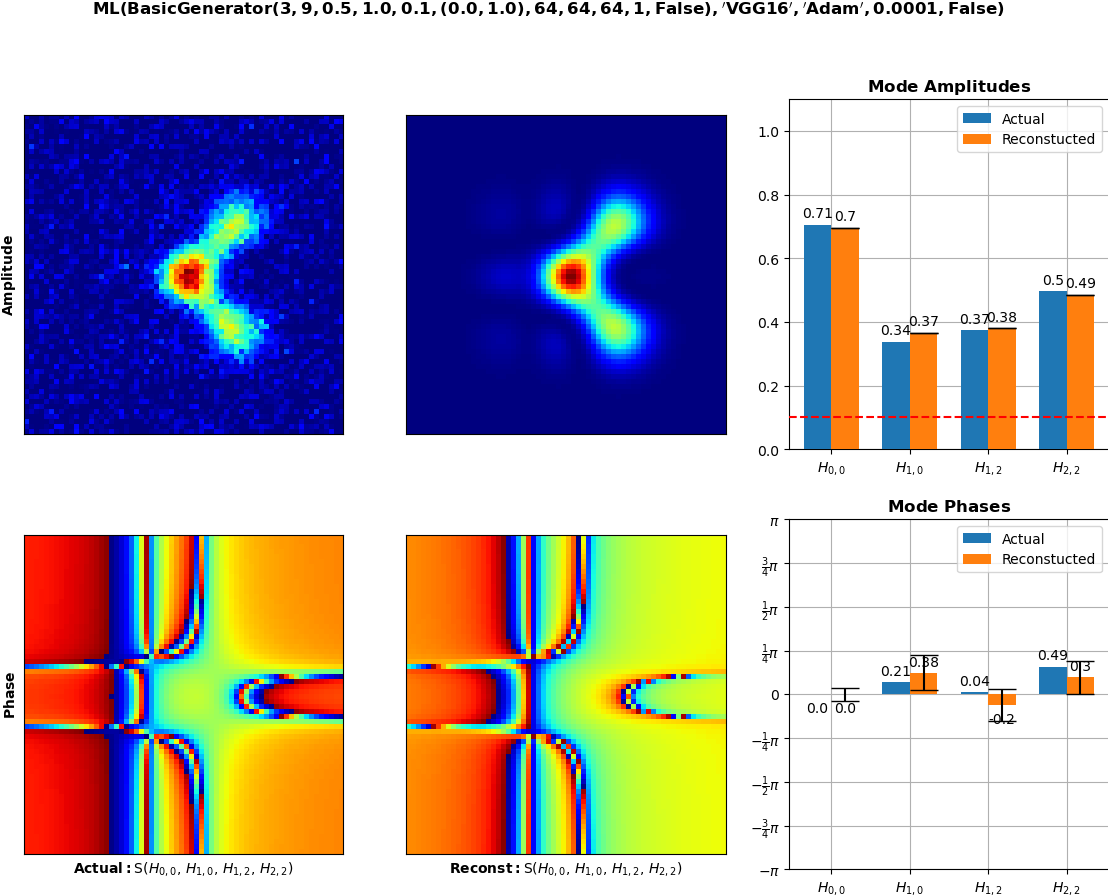 ML(BasicGenerator(3, 9, 0.5, 1.0, 0.1, (0.0, 1.0), 64, 64, 64, 1, False), ′VGG16′, ′Adam′, 0.0001, False)
Amplitude
Mode Amplitudes
Actual
Reconstucted
1.0
0.8
0.6
0.4
0.2
0.0
0.71 0.7
0.34 0.37
0.37 0.38
0.5 0.49
H0,0 H1,0 H1,2 H2,2
Phase
Actual: S(H0,0, H1,0, H1,2, H2,2)
Reconst: S(H0,0, H1,0, H1,2, H2,2)
Mode Phases
Actual
Reconstucted
π
3/4π
1/2π
1/4π
0
−1/4π
−1/2π
−3/4π
−π
0.0 0.0
0.21 0.38
0.04 -0.2
0.49 0.3
H0,0 H1,0 H1,2 H2,2